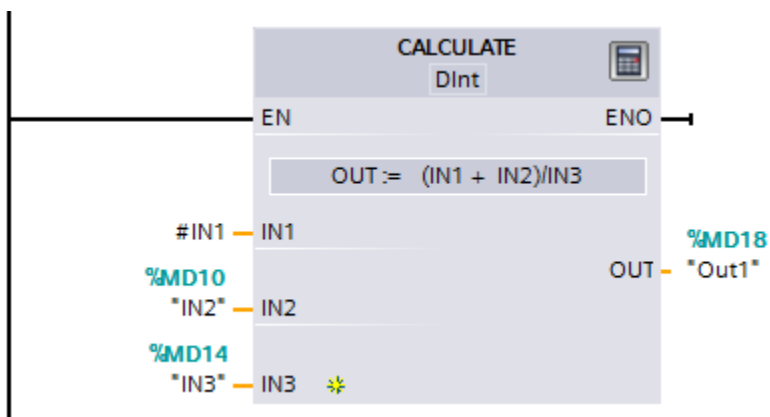 CALCULATE
DInt
EN ENO
OUT := (IN1 + IN2)/IN3
#IN1 IN1
%MD18
OUT "Out1"
%MD10
"IN2" IN2
%MD14
"IN3" IN3